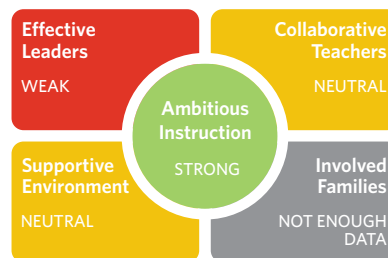 Effective
Leaders
WEAK
Collaborative
Teachers
NEUTRAL
Ambitious
Instruction
STRONG
Supportive
Environment
NEUTRAL
Involved
Families
NOT ENOUGH
DATA